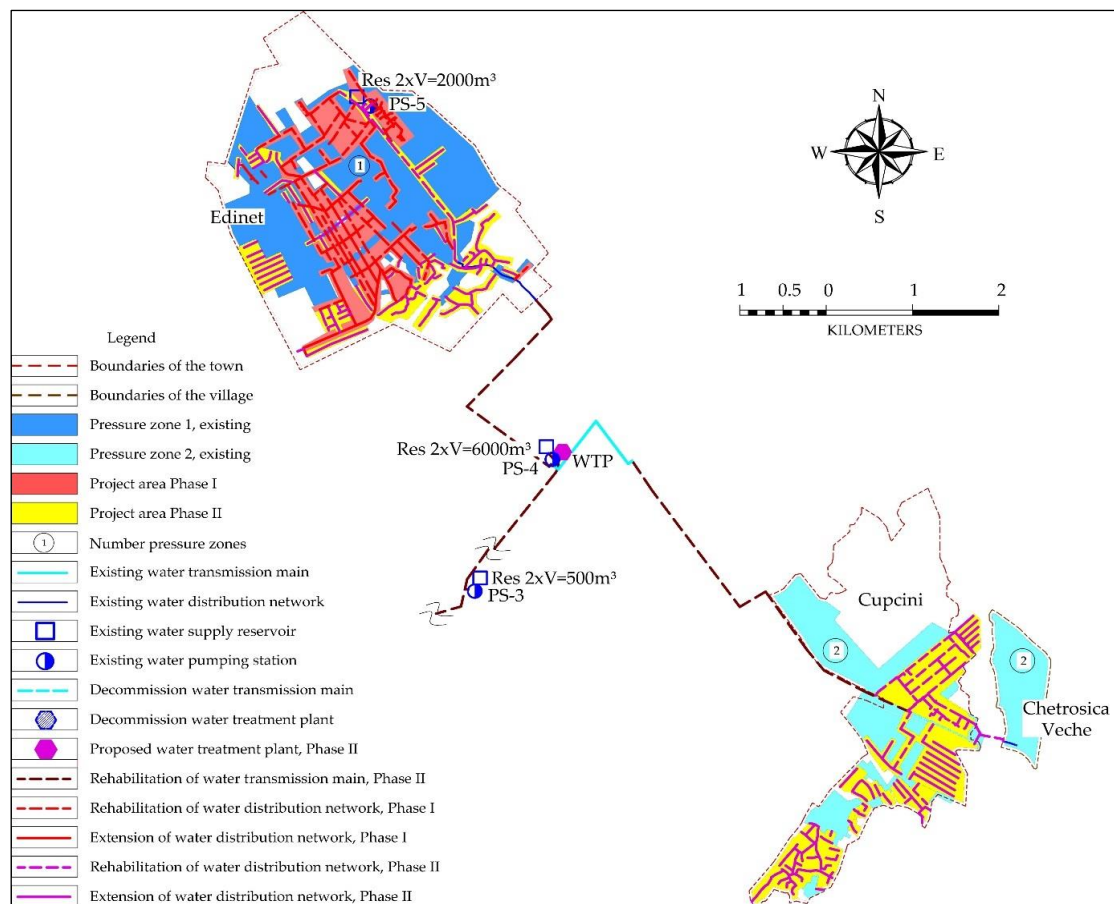 Res 2xV=2000m³
PS-5
1
Edinet
N
W
E
S
1 0.5 0 1 2
KILOMETERS
Res 2xV=6000m³
PS-4
WTP
Res 2xV=500m³
PS-3
Cupcini
2
2
Chetrosica
Veche
Legend
Boundaries of the town
Boundaries of the village
Pressure zone 1, existing
Pressure zone 2, existing
Project area Phase I
Project area Phase II
1
Number pressure zones
Existing water transmission main
Existing water distribution network
Existing water supply reservoir
Existing water pumping station
Decommission water transmission main
Decommission water treatment plant
Proposed water treatment plant, Phase II
Rehabilitation of water transmission main, Phase II
Rehabilitation of water distribution network, Phase I
Extension of water distribution network, Phase I
Rehabilitation of water distribution network, Phase II
Extension of water distribution network, Phase II